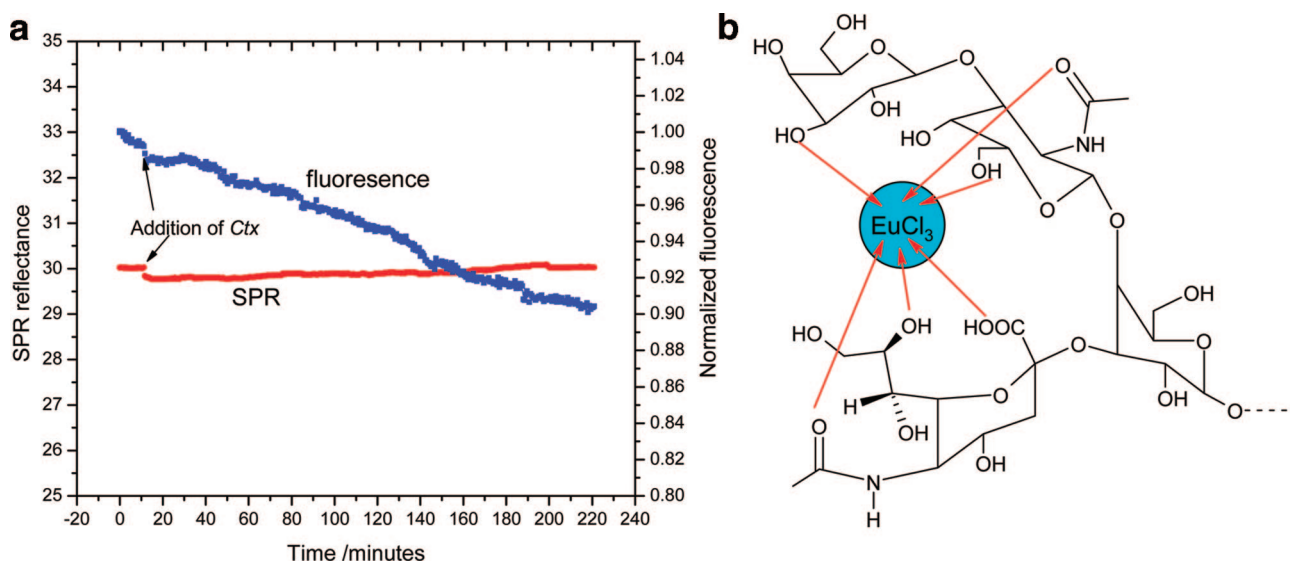 a
35
34
33
32
31
30
29
28
27
26
25
SPR reflectance
1.04
1.02
1.00
0.98
0.96
0.94
0.92
0.90
0.88
0.86
0.84
0.82
0.80
Normalized fluorescence
fluoresence
Addition of Ctx
SPR
-20 0 20 40 60 80 100 120 140 160 180 200 220 240
Time /minutes
b
OH
HO
O
O
O
OH
HO
HO
NH
OH
O
O
EuCl3
OH
HO
OH
HOOC
O
O
H
O
OH
O
OH
OH
O
N
H